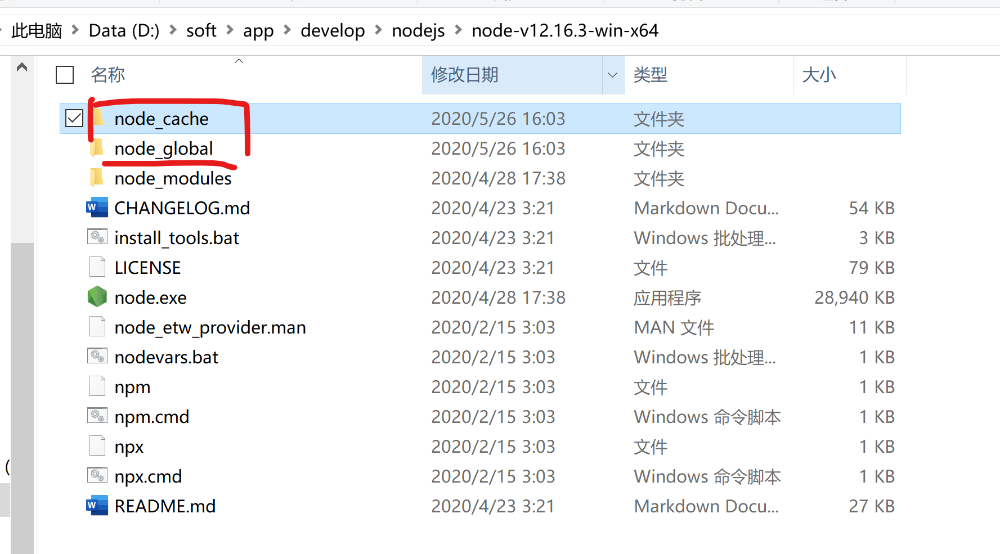 此电脑 > Data (D:) > soft > app > develop > nodejs > node-v12.16.3-win-x64
名称 修改日期 类型 大小
node_cache 2020/5/26 16:03 文件夹
node_global 2020/5/26 16:03 文件夹
node_modules 2020/4/28 17:38 文件夹
CHANGELOG.md 2020/4/23 3:21 Markdown Docu... 54 KB
install_tools.bat 2020/4/23 3:21 Windows 批处理... 3 KB
LICENSE 2020/4/23 3:21 文件 79 KB
node.exe 2020/4/28 17:38 应用程序 28,940 KB
node_etw_provider.man 2020/2/15 3:03 MAN 文件 11 KB
nodevars.bat 2020/2/15 3:03 Windows 批处理... 1 KB
npm 2020/2/15 3:03 文件 1 KB
npm.cmd 2020/2/15 3:03 Windows 命令脚本 1 KB
npx 2020/2/15 3:03 文件 1 KB
npx.cmd 2020/2/15 3:03 Windows 命令脚本 1 KB
README.md 2020/4/23 3:21 Markdown Docu... 27 KB